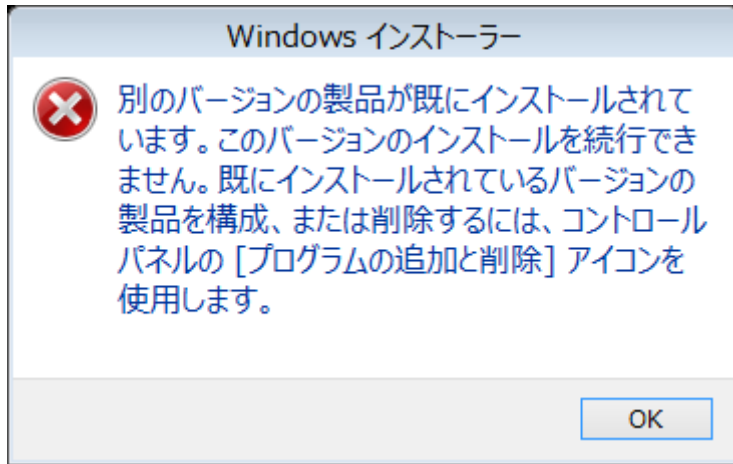 Windows インストーラー
別のバージョンの製品が既にインストールされて
います。このバージョンのインストールを続行でき
ません。既にインストールされているバージョンの
製品を構成、または削除するには、コントロール
パネルの [プログラムの追加と削除] アイコンを
使用します。
OK